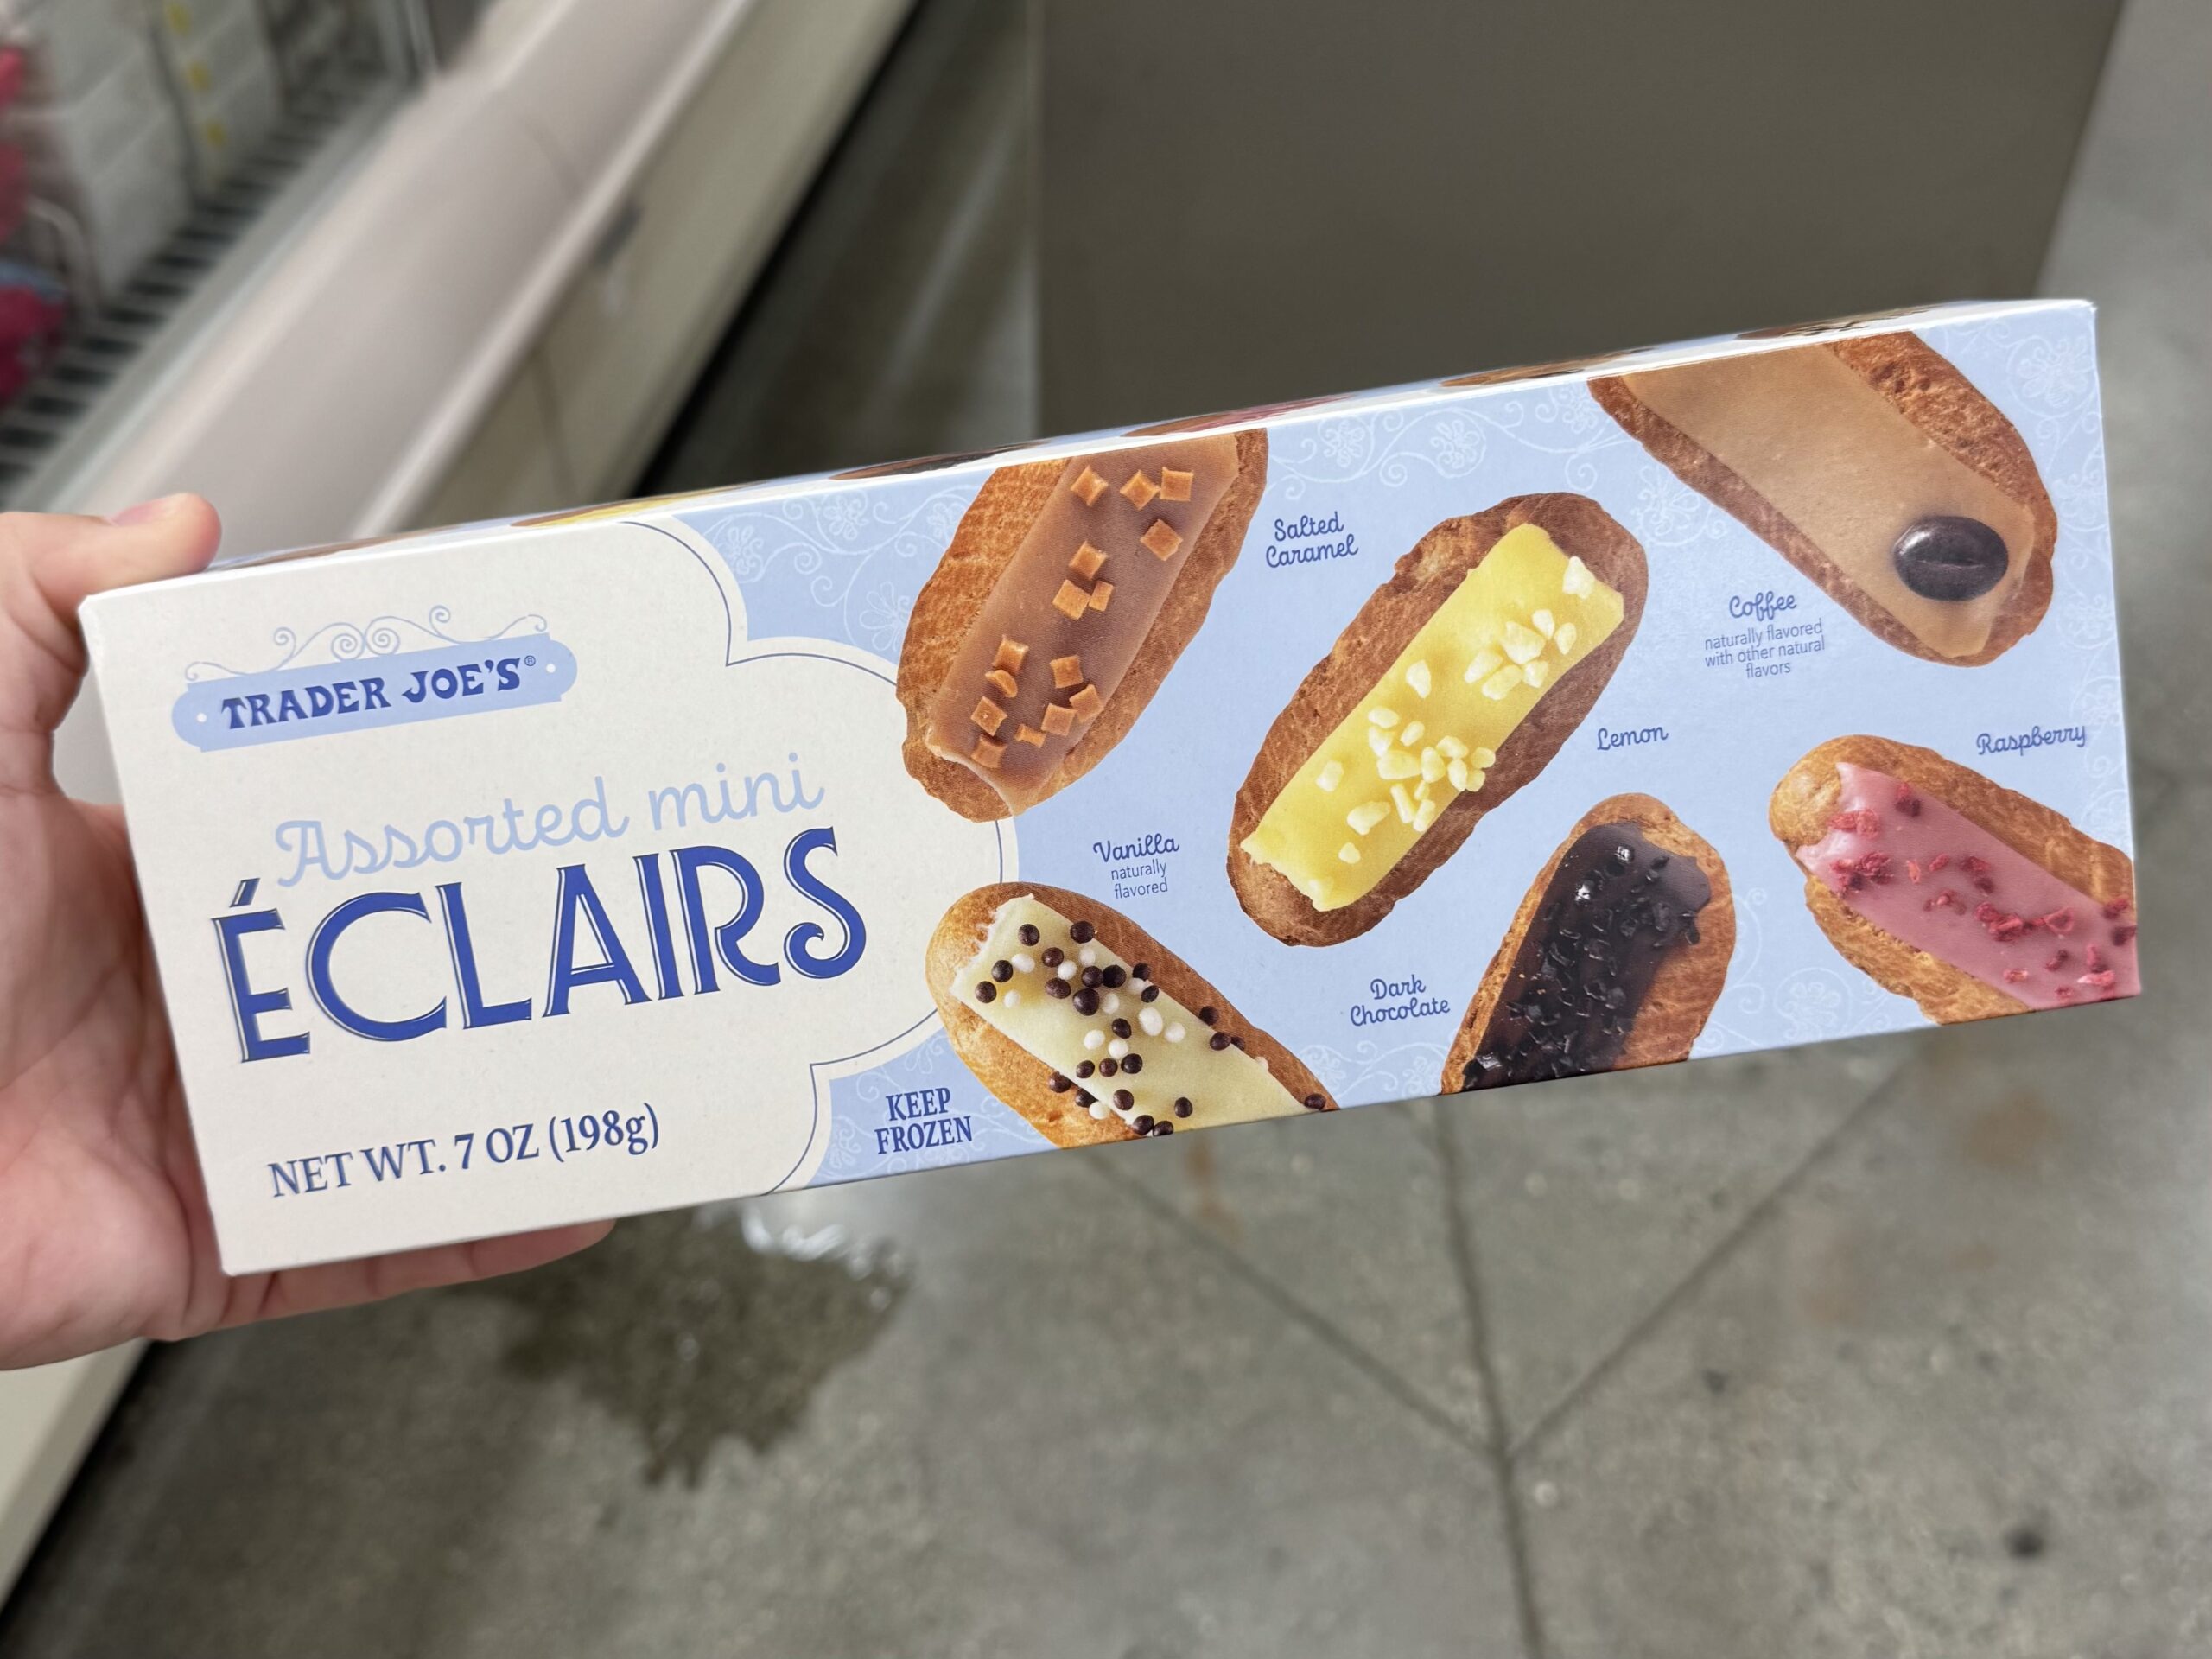 TRADER JOE'S®
Assorted mini
ÉCLAIRS
NET WT. 7 OZ (198g)
KEEP
FROZEN
Salted
Caramel
Coffee
naturally flavored
with other natural
flavors
Lemon
Raspberry
Vanilla
naturally
flavored
Dark
Chocolate